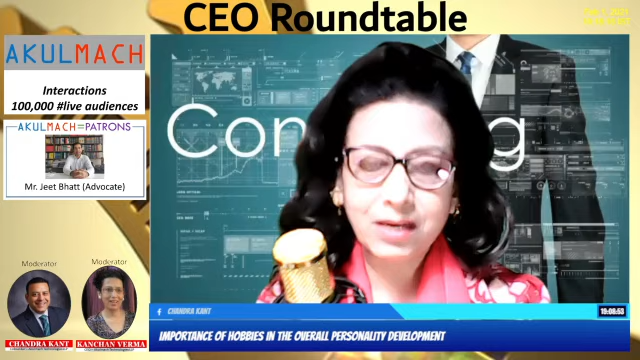 CEO Roundtable
AKULMACH
Interactions
100,000 #live audiences
AKULMACH=PATRONS
Mr. Jeet Bhatt (Advocate)
Con
g
Moderator
Moderator
CHANDRA KANT
KANCHAN VERMA
CHANDRA KANT
19:08:53
IMPORTANCE OF HOBBIES IN THE OVERALL PERSONALITY DEVELOPMENT